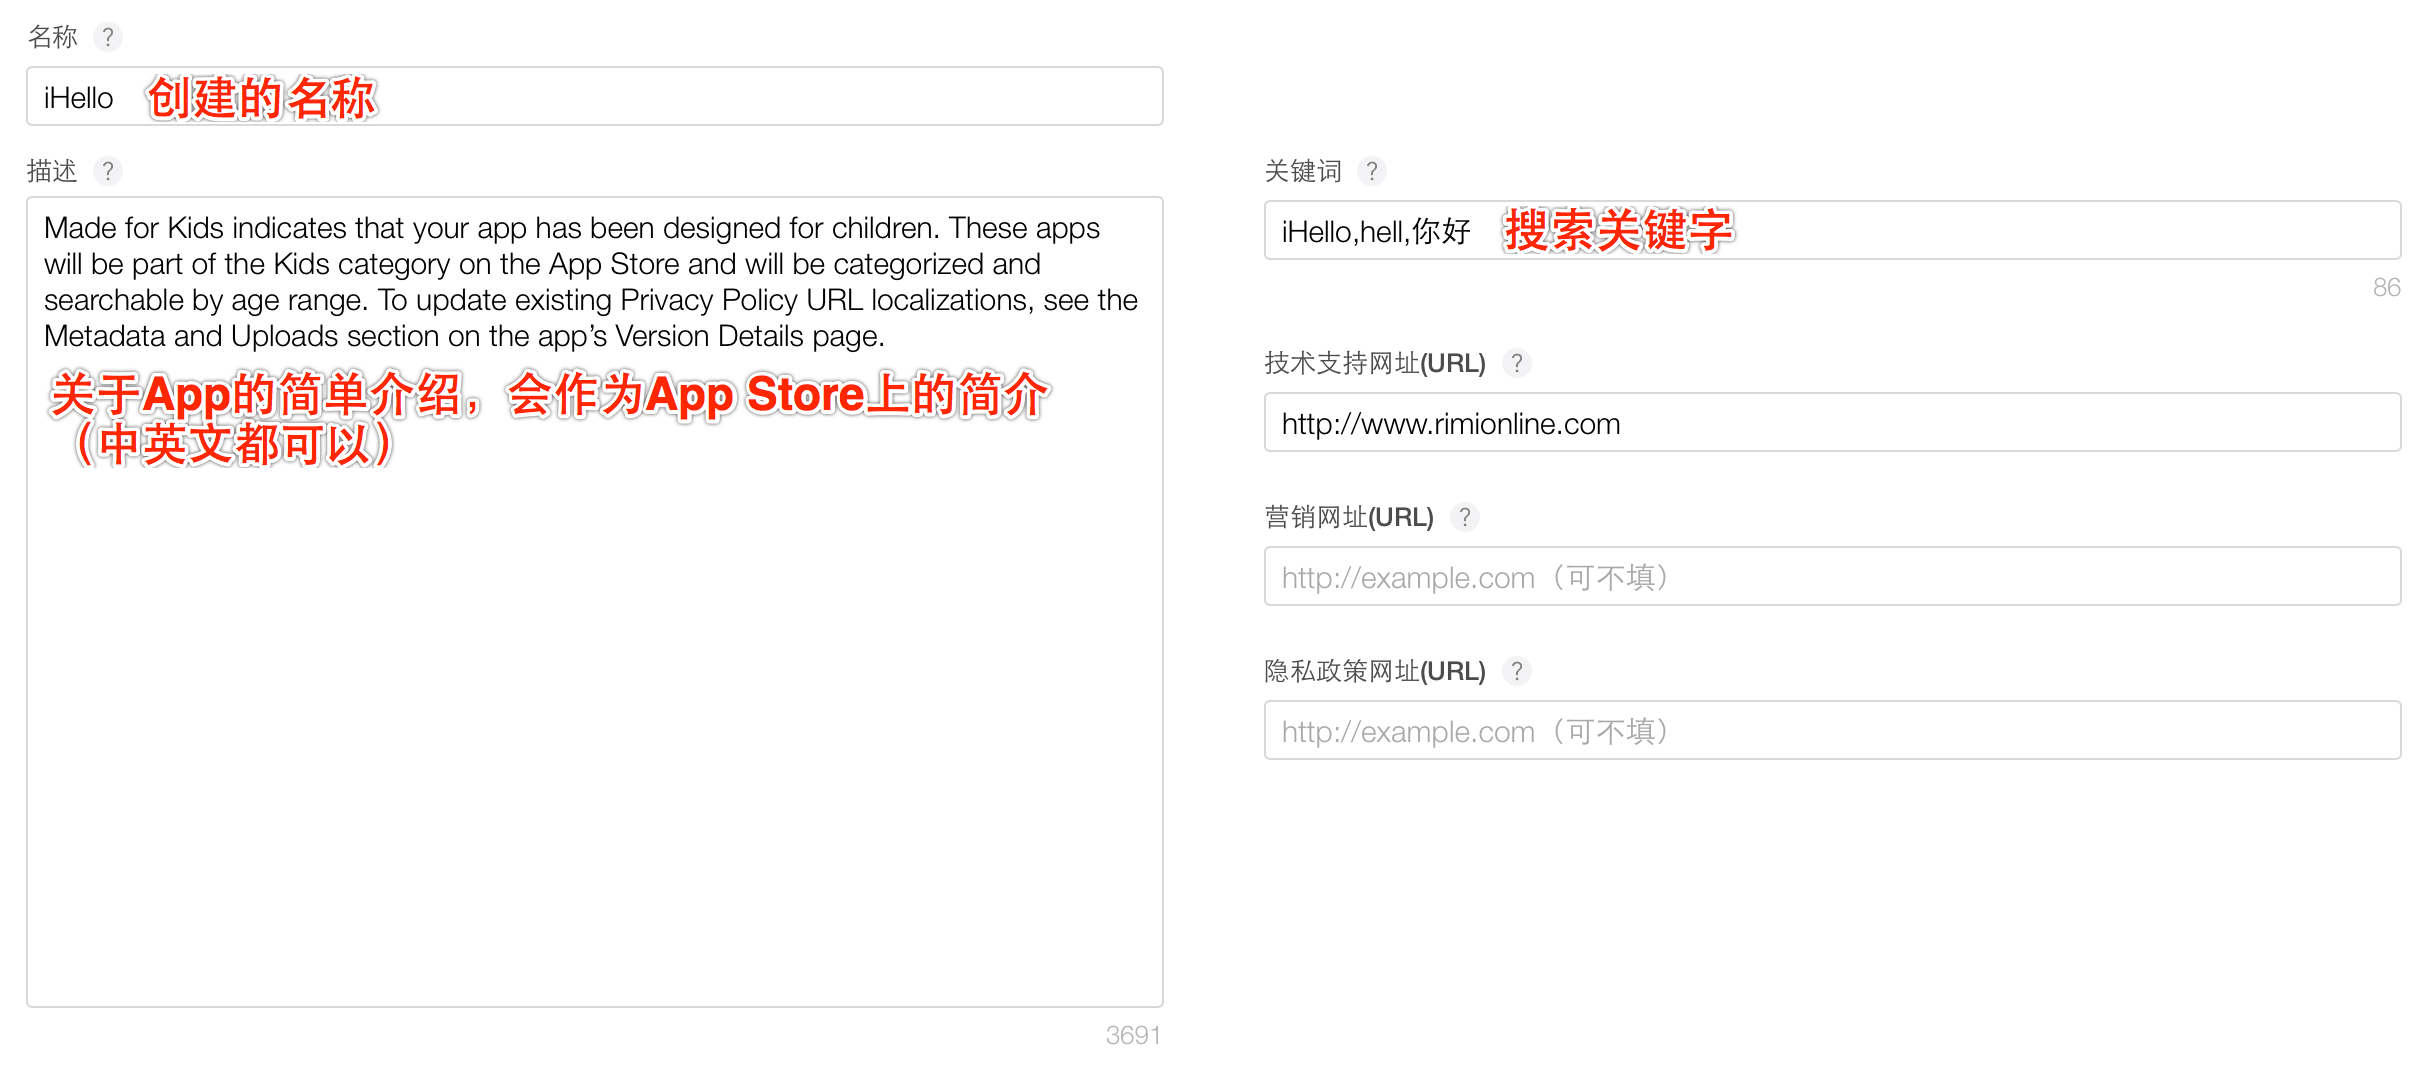 名称 ?
iHello 创建的名称
描述 ?
Made for Kids indicates that your app has been designed for children. These apps
will be part of the Kids category on the App Store and will be categorized and
searchable by age range. To update existing Privacy Policy URL localizations, see the
Metadata and Uploads section on the app’s Version Details page.
关于App的简单介绍，会作为App Store上的简介
（中英文都可以）
3691
关键词 ?
iHello,hell,你好 搜索关键字
86
技术支持网址(URL) ?
http://www.rimionline.com
营销网址(URL) ?
http://example.com（可不填）
隐私政策网址(URL) ?
http://example.com（可不填）